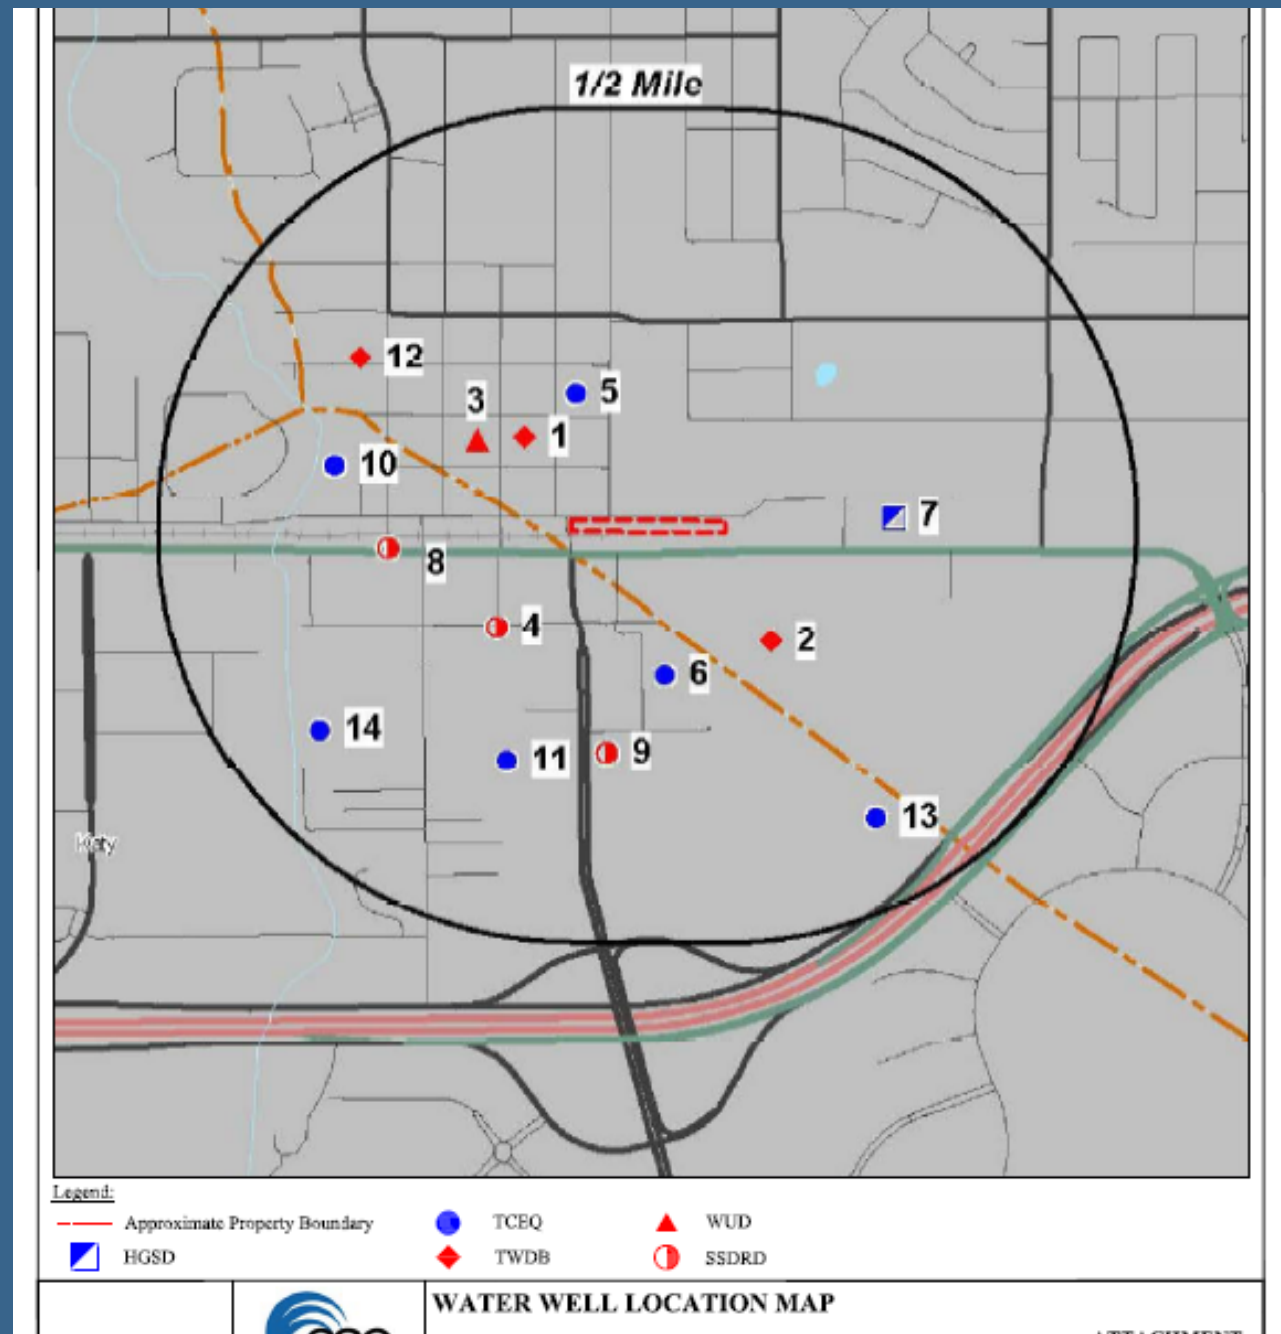 1/2 Mile
12
5
3
1
10
7
8
4
2
6
14
11
9
13
Katy
Legend:
Approximate Property Boundary
TCEQ
WUD
HGSD
TWDB
SSDRD
WATER WELL LOCATION MAP